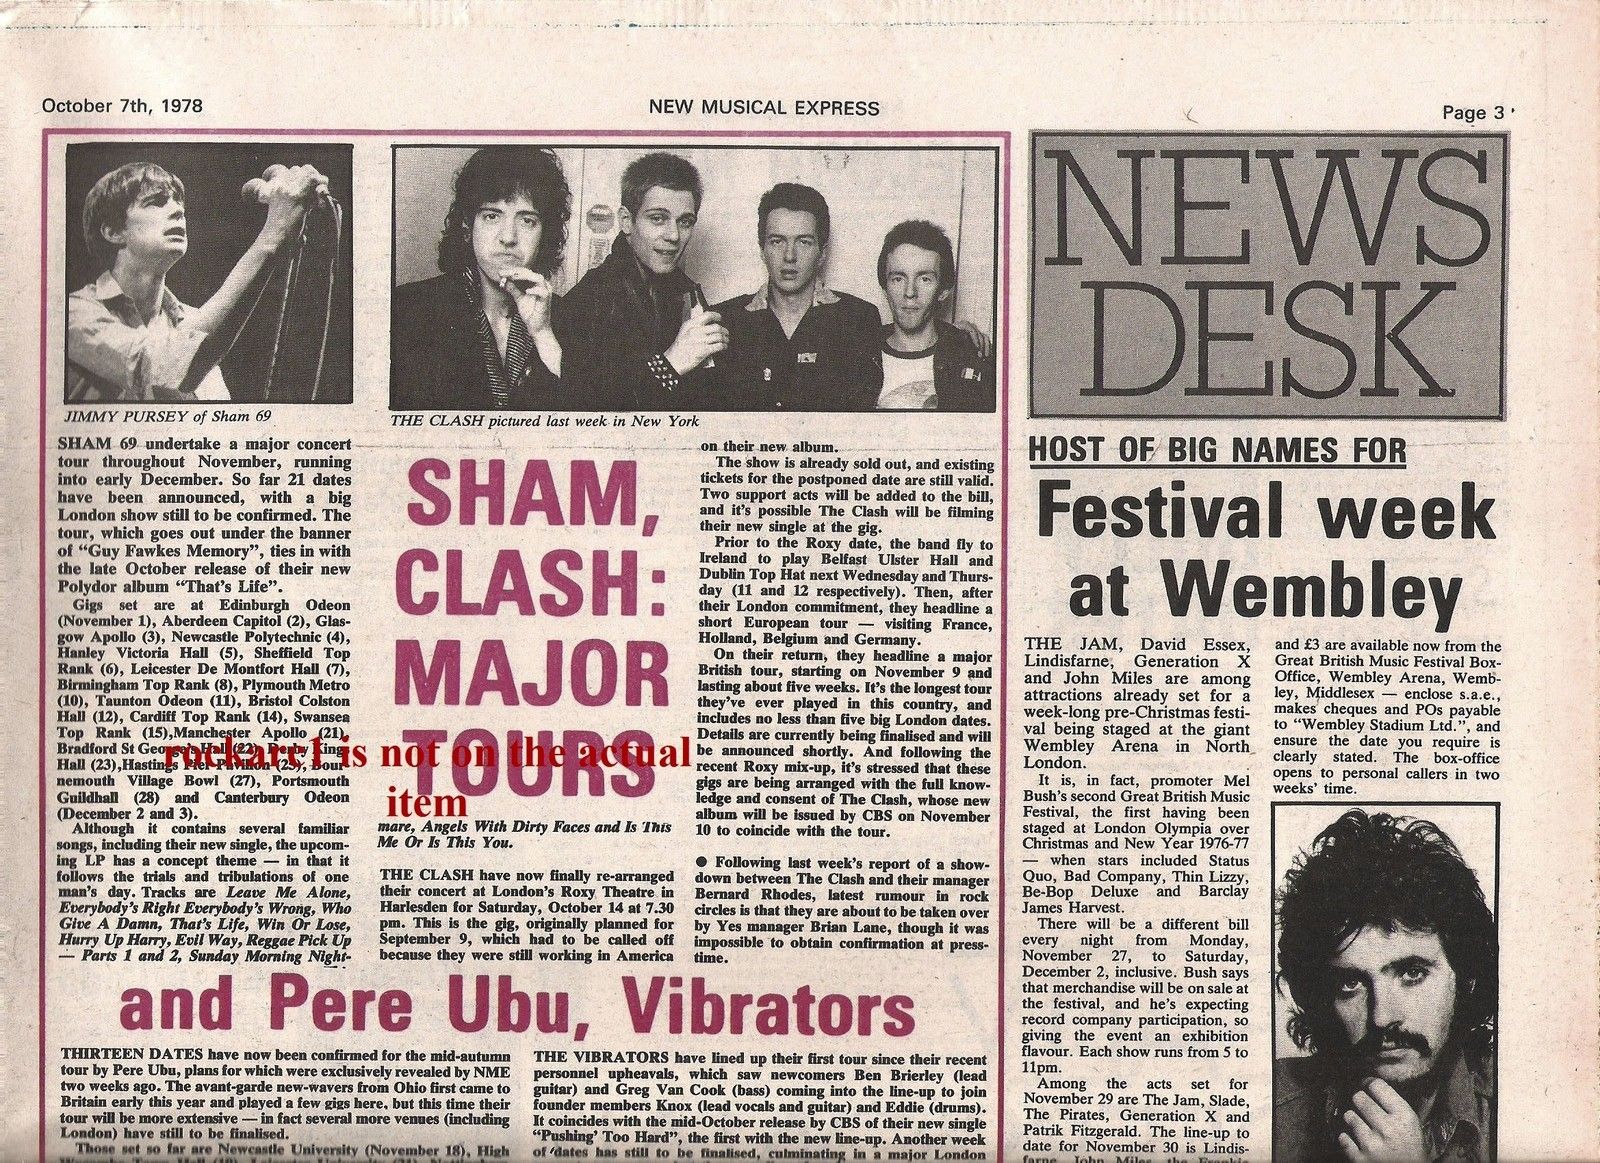 October 7th, 1978
NEW MUSICAL EXPRESS
Page 3
JIMMY PURSEY of Sham 69
THE CLASH pictured last week in New York
SHAM, CLASH: MAJOR TOURS
SHAM 69 undertake a major concert
tour throughout November, running
into early December. So far 21 dates
have been announced, with a big
London show still to be confirmed. The
tour, which goes out under the banner
of “Guy Fawkes Memory”, ties in with
the late October release of their new
Polydor album “That's Life”.
Gigs set are at Edinburgh Odeon
(November 1), Aberdeen Capitol (2), Glas-
gow Apollo (3), Newcastle Polytechnic (4),
Hanley Victoria Hall (5), Sheffield Top
Rank (6), Leicester De Montfort Hall (7),
Birmingham Top Rank (8), Plymouth Metro
(10), Taunton Odeon (11), Bristol Colston
Hall (12), Cardiff Top Rank (14), Swansea
Top Rank (15),Manchester Apollo (21),
Bradford St
Hall (23),Hastings
nemouth Village Bowl (27), Portsmouth
Guildhall (28) and Canterbury Odeon
(December 2 and 3).
Although it contains several familiar
songs, including their new single, the upcom-
ing LP has a concept theme — in that it
follows the trials and tribulations of one
man's day. Tracks are Leave Me Alone,
Everybody's Right Everybody's Wrong, Who
Give A Damn, That's Life, Win Or Lose,
Hurry Up Harry, Evil Way, Reggae Pick Up
— Parts 1 and 2, Sunday Morning Night-
rockart1 is not on the actual
item
mare, Angels With Dirty Faces and Is This
Me Or Is This You.
THE CLASH have now finally re-arranged
their concert at London's Roxy Theatre in
Harlesden for Saturday, October 14 at 7.30
pm. This is the gig, originally planned for
September 9, which had to be called off
because they were still working in America
on their new album.
The show is already sold out, and existing
tickets for the postponed date are still valid.
Two support acts will be added to the bill,
and it's possible The Clash will be filming
their new single at the gig.
Prior to the Roxy date, the band fly to
Ireland to play Belfast Ulster Hall and
Dublin Top Hat next Wednesday and Thurs-
day (11 and 12 respectively). Then, after
their London commitment, they headline a
short European tour — visiting France,
Holland, Belgium and Germany.
On their return, they headline a major
British tour, starting on November 9 and
lasting about five weeks. It's the longest tour
they've ever played in this country, and
includes no less than five big London dates.
Details are currently being finalised and will
be announced shortly. And following the
recent Roxy mix-up, it's stressed that these
gigs are being arranged with the full know-
ledge and consent of The Clash, whose new
album will be issued by CBS on November
10 to coincide with the tour.
● Following last week's report of a show-
down between The Clash and their manager
Bernard Rhodes, latest rumour in rock
circles is that they are about to be taken over
by Yes manager Brian Lane, though it was
impossible to obtain confirmation at press-
time.
and Pere Ubu, Vibrators
THIRTEEN DATES have now been confirmed for the mid-autumn
tour by Pere Ubu, plans for which were exclusively revealed by NME
two weeks ago. The avant-garde new-wavers from Ohio first came to
Britain early this year and played a few gigs here, but this time their
tour will be more extensive — in fact several more venues (including
London) have still to be finalised.
Those set so far are Newcastle University (November 18), High
THE VIBRATORS have lined up their first tour since their recent
personnel upheavals, which saw newcomers Ben Brierley (lead
guitar) and Greg Van Cook (bass) coming into the line-up to join
founder members Knox (lead vocals and guitar) and Eddie (drums).
It coincides with the mid-October release by CBS of their new single
“Pushing' Too Hard”, the first with the new line-up. Another week
of dates has still to be finalised, culminating in a major London
NEWS
DESK
HOST OF BIG NAMES FOR
Festival week
at Wembley
THE JAM, David Essex,
Lindisfarne, Generation X
and John Miles are among
attractions already set for a
week-long pre-Christmas festi-
val being staged at the giant
Wembley Arena in North
London.
It is, in fact, promoter Mel
Bush's second Great British Music
Festival, the first having been
staged at London Olympia over
Christmas and New Year 1976-77
— when stars included Status
Quo, Bad Company, Thin Lizzy,
Be-Bop Deluxe and Barclay
James Harvest.
There will be a different bill
every night from Monday,
November 27, to Saturday,
December 2, inclusive. Bush says
that merchandise will be on sale at
the festival, and he's expecting
record company participation, so
giving the event an exhibition
flavour. Each show runs from 5 to
11pm.
Among the acts set for
November 29 are The Jam, Slade,
The Pirates, Generation X and
Patrik Fitzgerald. The line-up to
date for November 30 is Lindis-
farne, John Miles, the Frankie
and £3 are available now from the
Great British Music Festival Box-
Office, Wembley Arena, Wemb-
ley, Middlesex — enclose s.a.e.,
makes cheques and POs payable
to “Wembley Stadium Ltd.”, and
ensure the date you require is
clearly stated. The box-office
opens to personal callers in two
weeks' time.